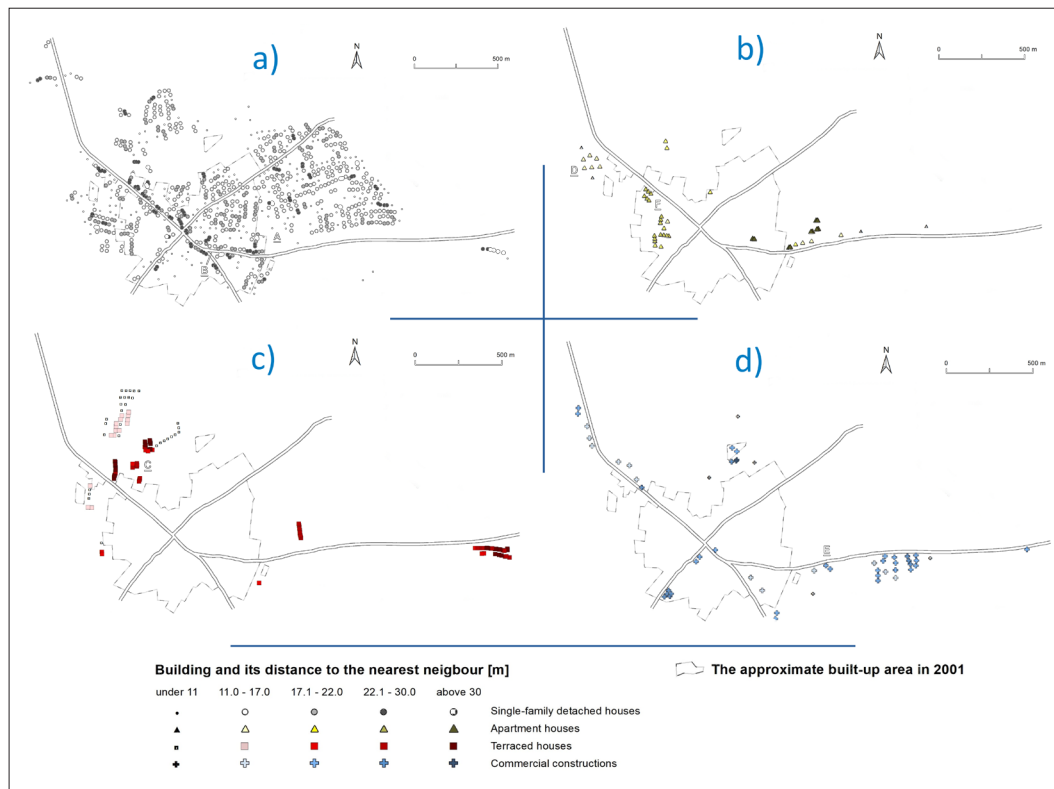 a)
N
0 500 m
A
B
b)
N
0 500 m
D
E
c)
N
0 500 m
C
d)
N
0 500 m
Building and its distance to the nearest neigbour [m]
under 11 11.0 - 17.0 17.1 - 22.0 22.1 - 30.0 above 30
Single-family detached houses
Apartment houses
Terraced houses
Commercial constructions
The approximate built-up area in 2001